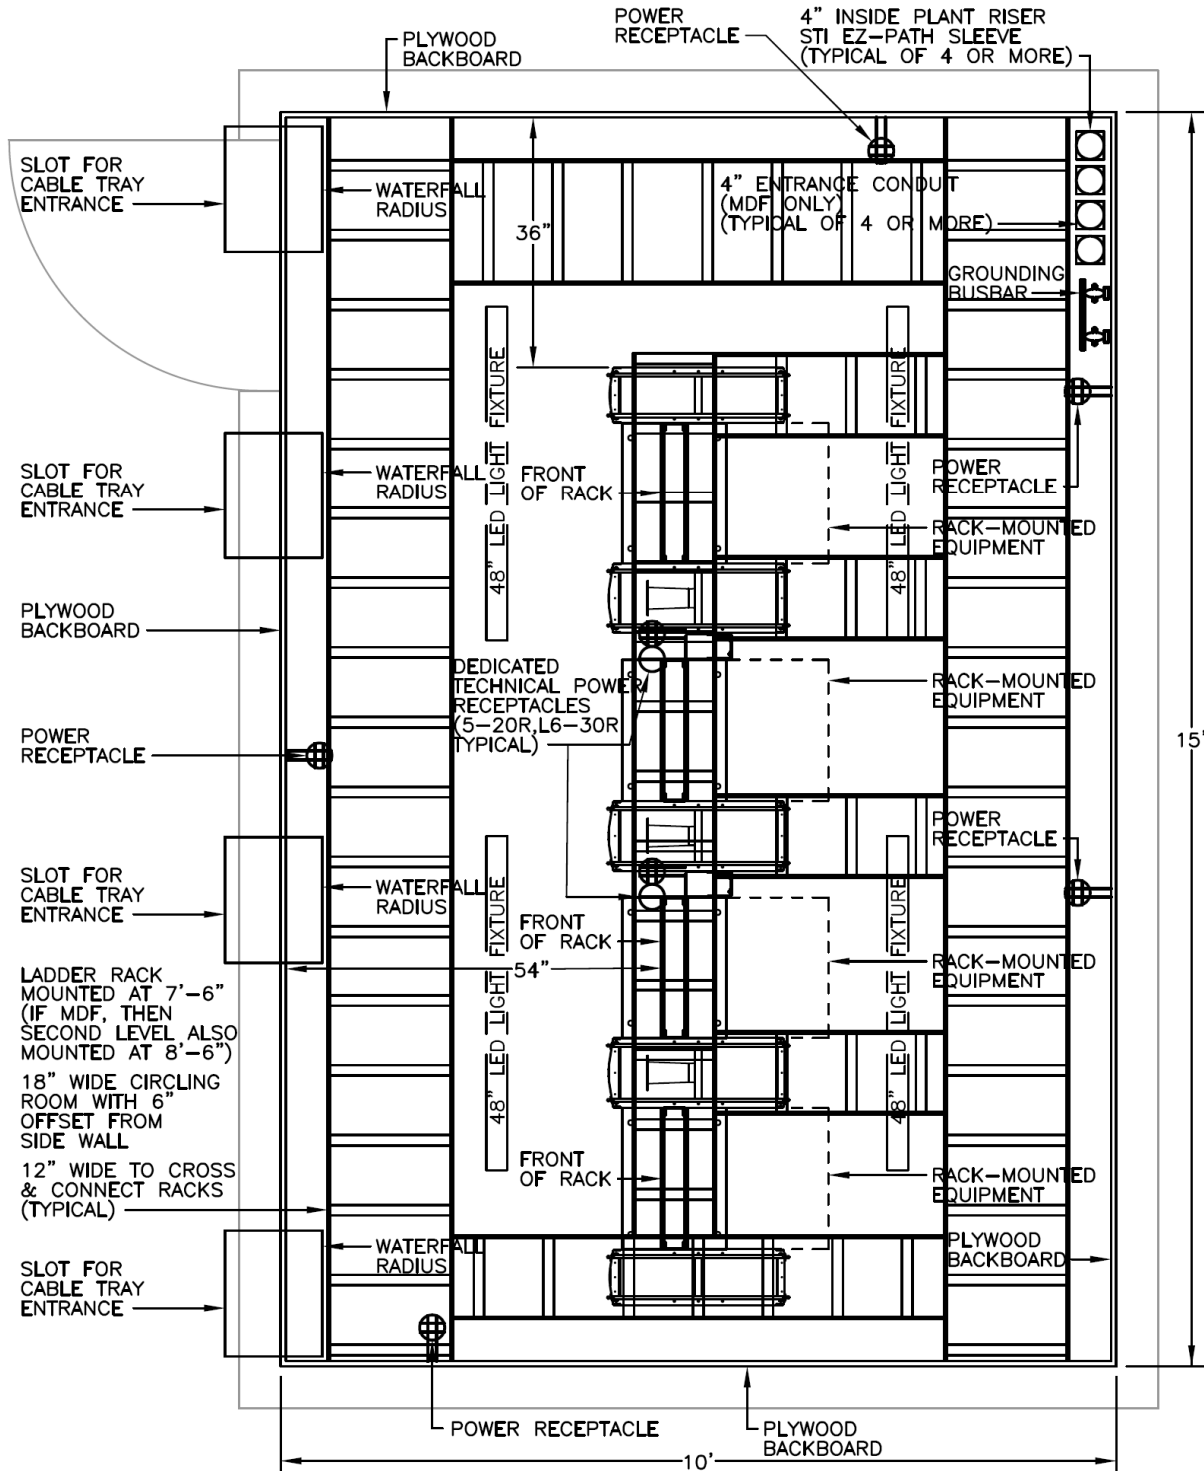 POWER
RECEPTACLE
4" INSIDE PLANT RISER
STI EZ-PATH SLEEVE
(TYPICAL OF 4 OR MORE)
PLYWOOD
BACKBOARD
SLOT FOR
CABLE TRAY
ENTRANCE
WATERFALL
RADIUS
4" ENTRANCE CONDUIT
(MDF ONLY)
(TYPICAL OF 4 OR MORE)
36"
GROUNDING
BUSBAR
48" LED LIGHT FIXTURE
48" LED LIGHT FIXTURE
SLOT FOR
CABLE TRAY
ENTRANCE
WATERFALL
RADIUS
FRONT
OF RACK
POWER
RECEPTACLE
RACK-MOUNTED
EQUIPMENT
PLYWOOD
BACKBOARD
DEDICATED
TECHNICAL POWER
RECEPTACLES
(5-20R,L6-30R
TYPICAL)
RACK-MOUNTED
EQUIPMENT
POWER
RECEPTACLE
15'
POWER
RECEPTACLE
SLOT FOR
CABLE TRAY
ENTRANCE
WATERFALL
RADIUS
48" LED LIGHT FIXTURE
48" LED LIGHT FIXTURE
FRONT
OF RACK
54"
RACK-MOUNTED
EQUIPMENT
LADDER RACK
MOUNTED AT 7'-6"
(IF MDF, THEN
SECOND LEVEL ALSO
MOUNTED AT 8'-6")
18" WIDE CIRCLING
ROOM WITH 6"
OFFSET FROM
SIDE WALL
12" WIDE TO CROSS
& CONNECT RACKS
(TYPICAL)
FRONT
OF RACK
RACK-MOUNTED
EQUIPMENT
SLOT FOR
CABLE TRAY
ENTRANCE
WATERFALL
RADIUS
PLYWOOD
BACKBOARD
POWER RECEPTACLE
PLYWOOD
BACKBOARD
10'